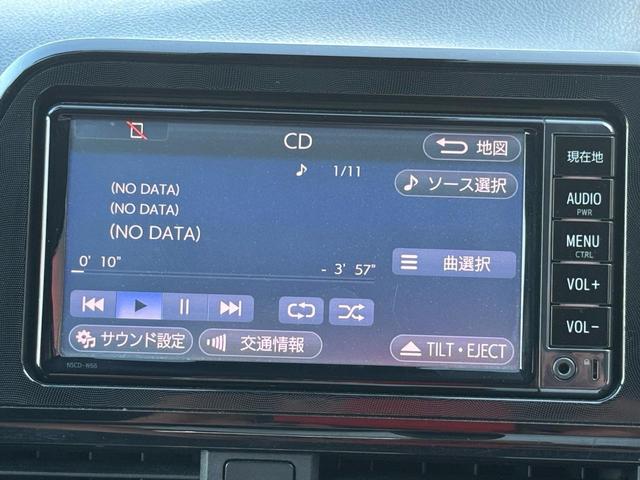 CD
地図
1/11
ソース選択
(NO DATA)
(NO DATA)
(NO DATA)
0' 10"
- 3' 57"
曲選択
サウンド設定
交通情報
TILT・EJECT
NSCD-W66
現在地
AUDIO
PWR
MENU
CTRL
VOL+
VOL-